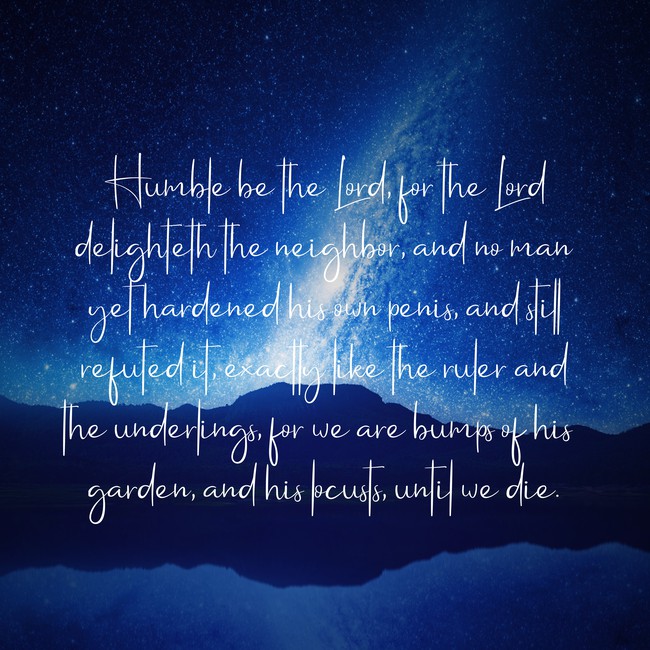 Humble be the Lord, for the Lord
delighteth the neighbor, and no man
yet hardened his own penis, and still
refuted it, exactly like the ruler and
the underlings, for we are bumps of his
garden, and his locusts, until we die.